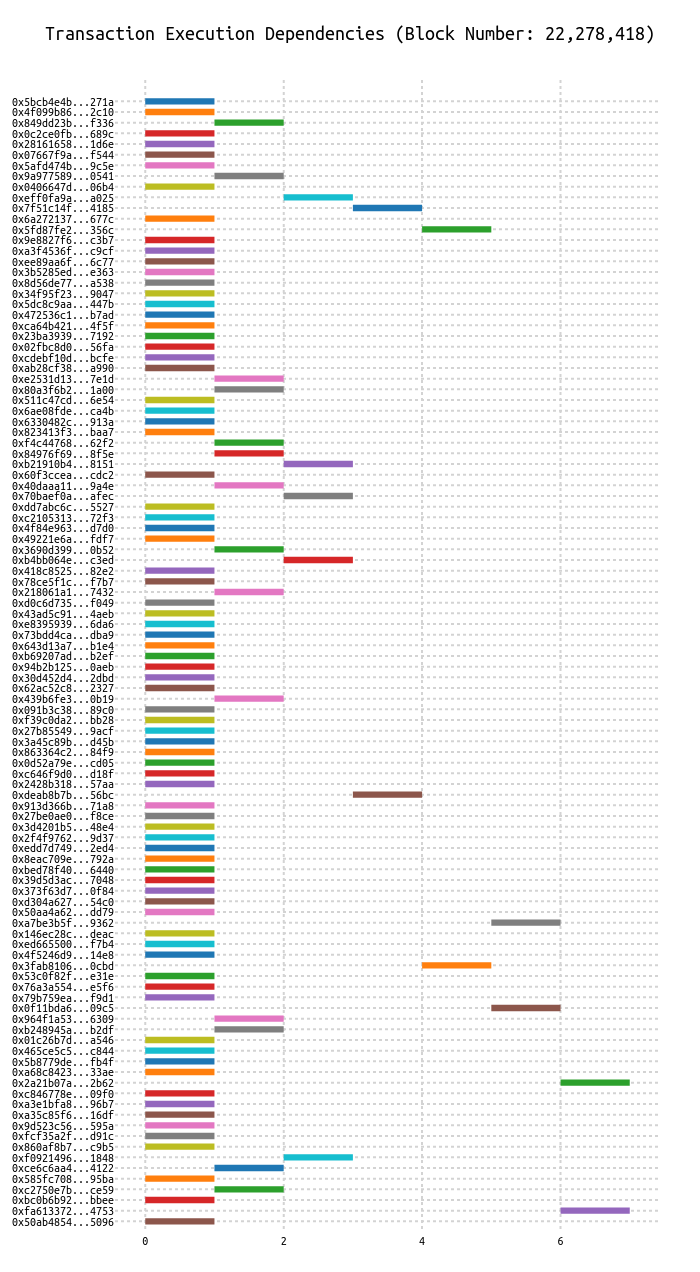 Transaction Execution Dependencies (Block Number: 22,278,418)
0x5bcb4e4b...271a
0x4f099b86...2c10
0x849dd23b...f336
0x0c2ce0fb...689c
0x28161658...1d6e
0x07667f9a...f544
0x5afd474b...9c5e
0x9a977589...0541
0x0406647d...06b4
0xeff0fa9a...a025
0x7f51c14f...4185
0x6a272137...677c
0x5fd87fe2...356c
0x9e8827f6...c3b7
0xa3f4536f...c9cf
0xee89aa6f...6c77
0x3b5285ed...e363
0x8d56de77...a538
0x34f95f23...9047
0x5dc8c9aa...447b
0x472536c1...b7ad
0xca64b421...4f5f
0x23ba3939...7192
0x02fbc8d0...56fa
0xcdebf10d...bcfe
0xab28cf38...a990
0xe2531d13...7e1d
0x80a3f6b2...1a00
0x511c47cd...6e54
0x6ae08fde...ca4b
0x6330482c...913a
0x823413f3...baa7
0xf4c44768...62f2
0x84976f69...8f5e
0xb21910b4...8151
0x60f3ccea...cdc2
0x40daaa11...9a4e
0x70baef0a...afec
0xdd7abc6c...5527
0xc2105313...72f3
0x4f84e963...d7d0
0x49221e6a...fdf7
0x3690d399...0b52
0xb4bb064e...c3ed
0x418c8525...82e2
0x78ce5f1c...f7b7
0x218061a1...7432
0xd0c6d735...f049
0x43ad5c91...4aeb
0xe8395939...6da6
0x73bdd4ca...dba9
0x643d13a7...b1e4
0xb69207ad...b2ef
0x94b2b125...0aeb
0x30d452d4...2dbd
0x62ac52c8...2327
0x439b6fe3...0b19
0x091b3c38...89c0
0xf39c0da2...bb28
0x27b85549...9acf
0x3a45c89b...d45b
0x863364c2...84f9
0x0d52a79e...cd05
0xc646f9d0...d18f
0x2428b318...57aa
0xdeab8b7b...56bc
0x913d366b...71a8
0x27be0ae0...f8ce
0x3d4201b5...48e4
0x2f4f9762...9d37
0xedd7d749...2ed4
0x8eac709e...792a
0xbed78f40...6440
0x39d5d3ac...7048
0x373f63d7...0f84
0xd304a627...54c0
0x50aa4a62...dd79
0xa7be3b5f...9362
0x146ec28c...deac
0xed665500...f7b4
0x4f5246d9...14e8
0x3fab8106...0cbd
0x53c0f82f...e31e
0x76a3a554...e5f6
0x79b759ea...f9d1
0x0f11bda6...09c5
0x964f1a53...6309
0xb248945a...b2df
0x01c26b7d...a546
0x465ce5c5...c844
0x5b8779de...fb4f
0xa68c8423...33ae
0x2a21b07a...2b62
0xc846778e...09f0
0xa3e1bfa8...96b7
0xa35c85f6...16df
0x9d523c56...595a
0xfcf35a2f...d91c
0x860af8b7...c9b5
0xf0921496...1848
0xce6c6aa4...4122
0x585fc708...95ba
0xc2750e7b...ce59
0xbc0b6b92...bbee
0xfa613372...4753
0x50ab4854...5096
0 2 4 6